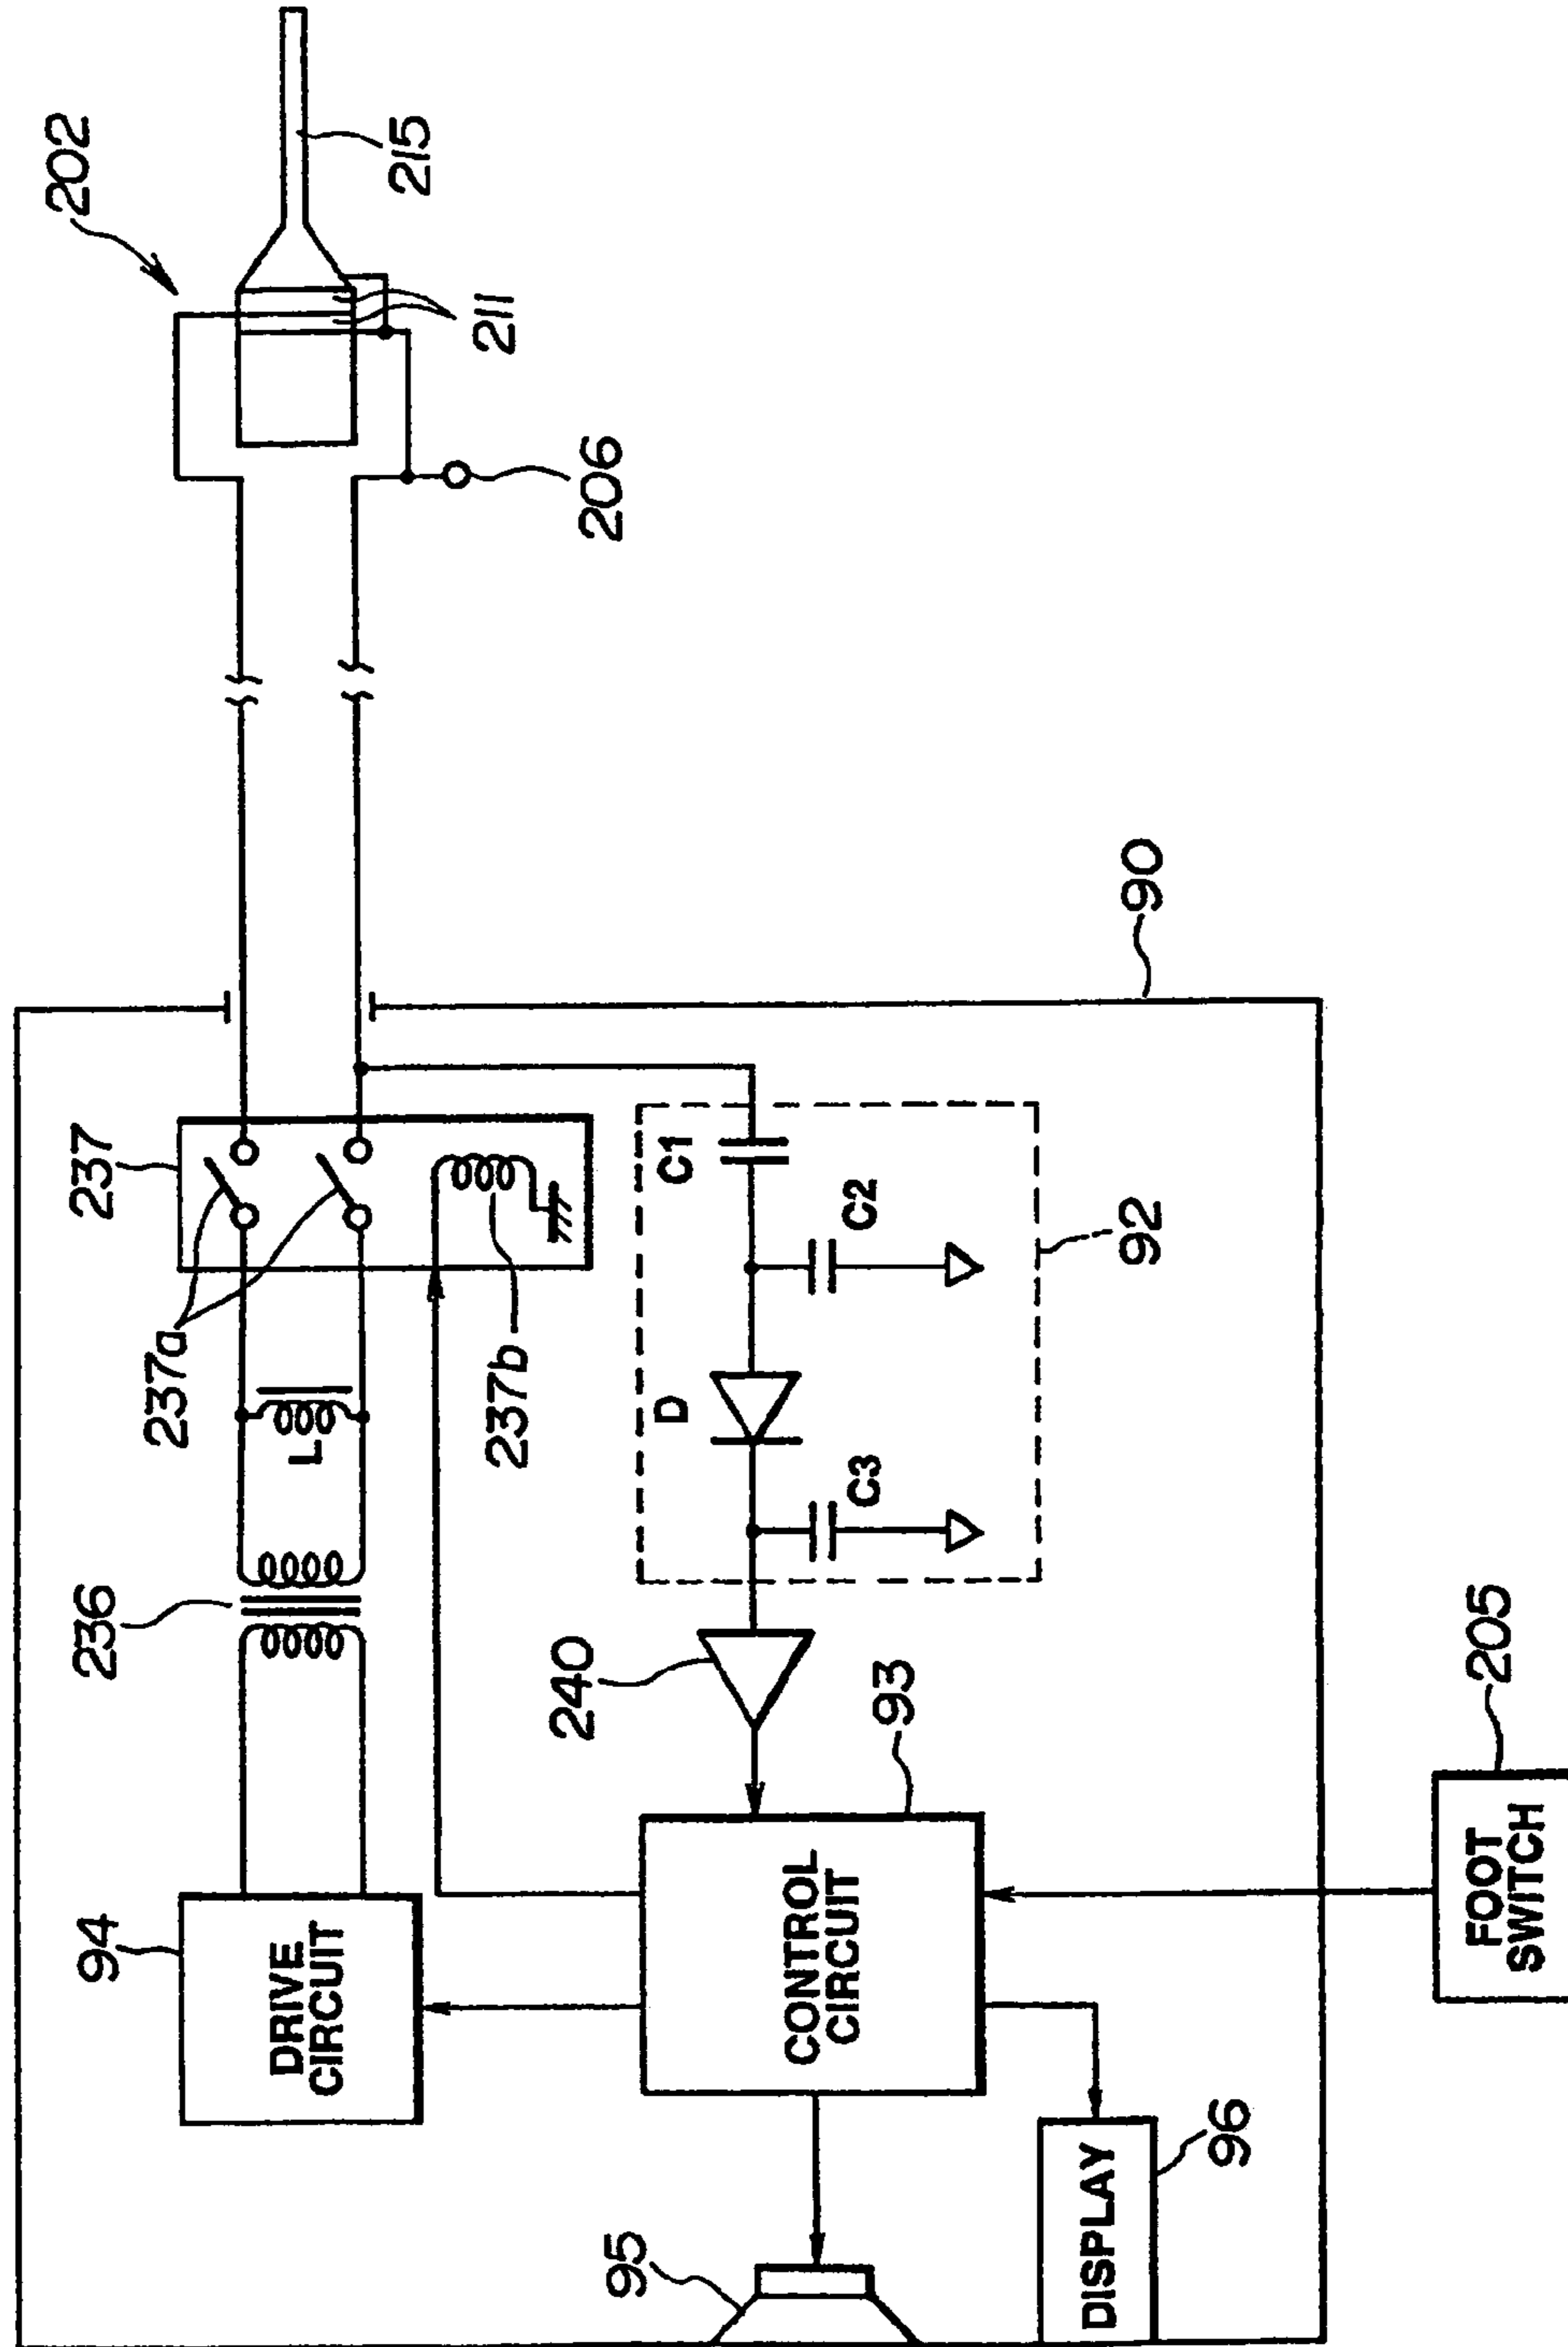 202
215
211
206
90
237
237a
237b
L
236
C1
C2
D
C3
92
240
93
94
DRIVE
CIRCUIT
CONTROL
CIRCUIT
95
DISPLAY
96
FOOT
SWITCH
205